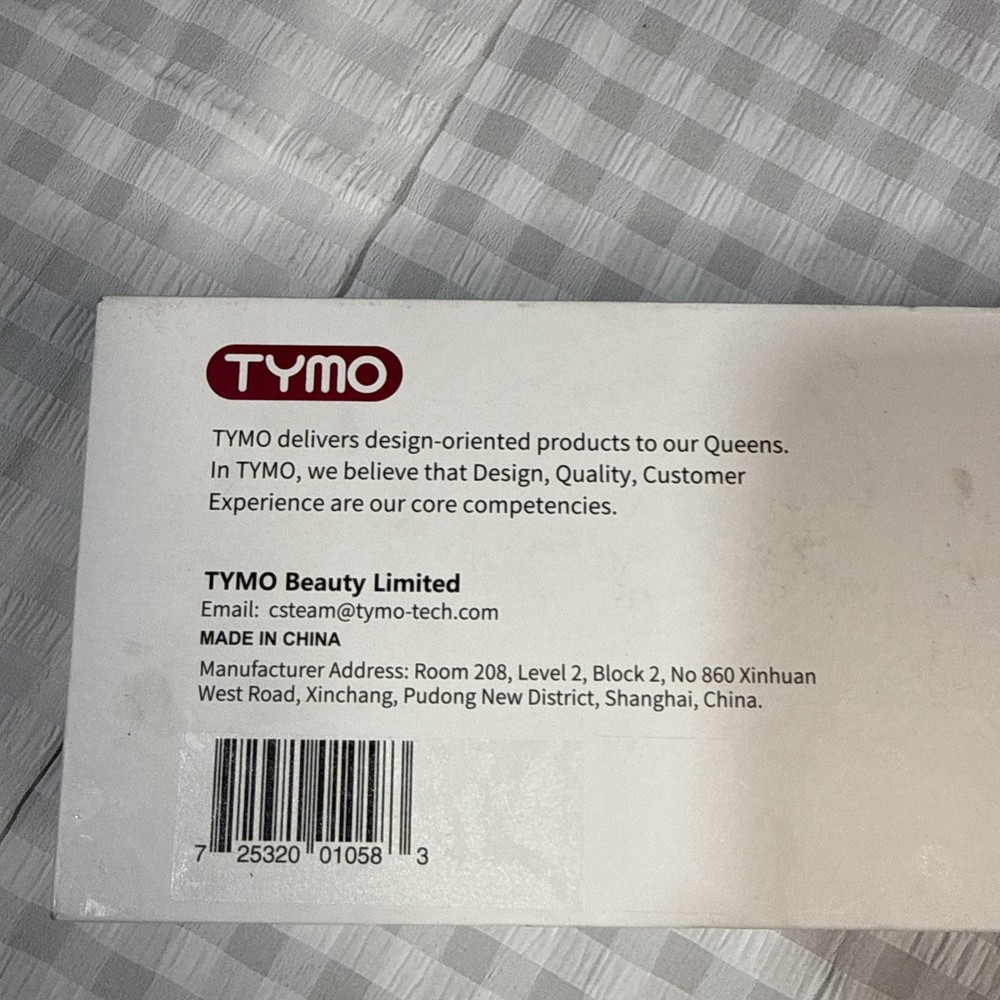 TYMO
TYMO delivers design-oriented products to our Queens.
In TYMO, we believe that Design, Quality, Customer
Experience are our core competencies.
TYMO Beauty Limited
Email: csteam@tymo-tech.com
MADE IN CHINA
Manufacturer Address: Room 208, Level 2, Block 2, No 860 Xinhuan
West Road, Xinchang, Pudong New District, Shanghai, China.
7 25320 01058 3